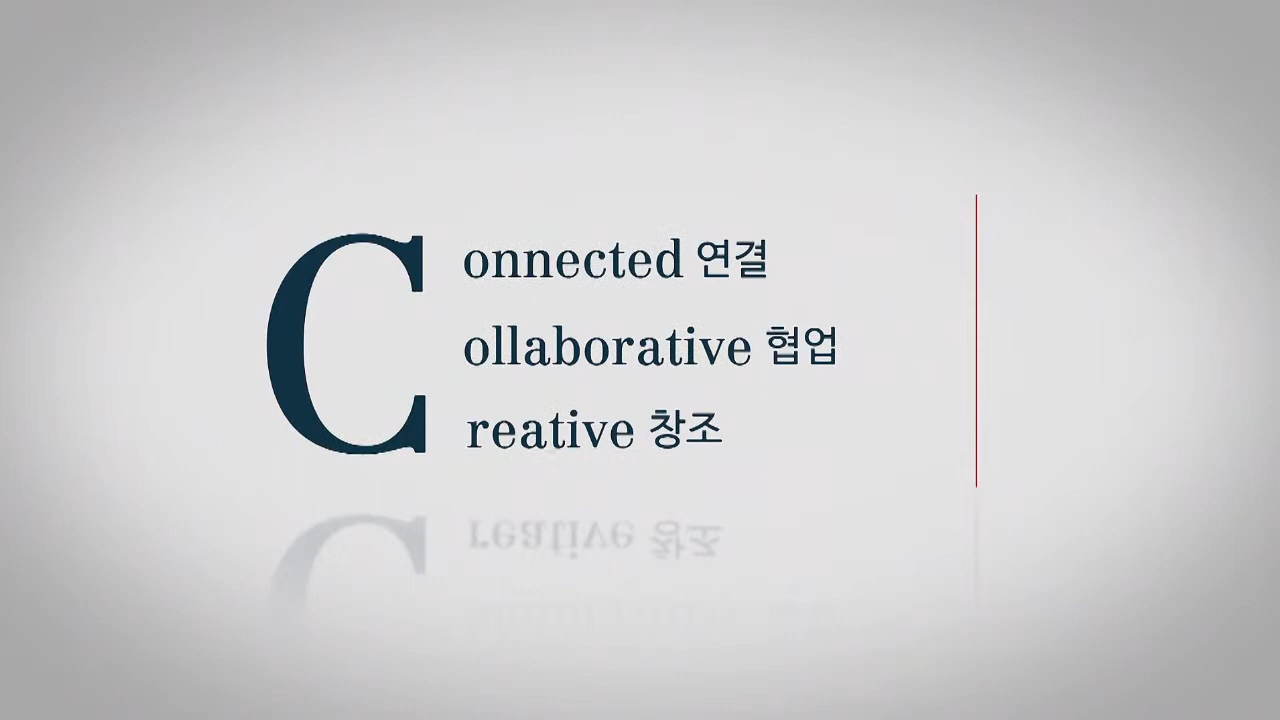 Connected 연결
Collaborative 협업
Creative 창조